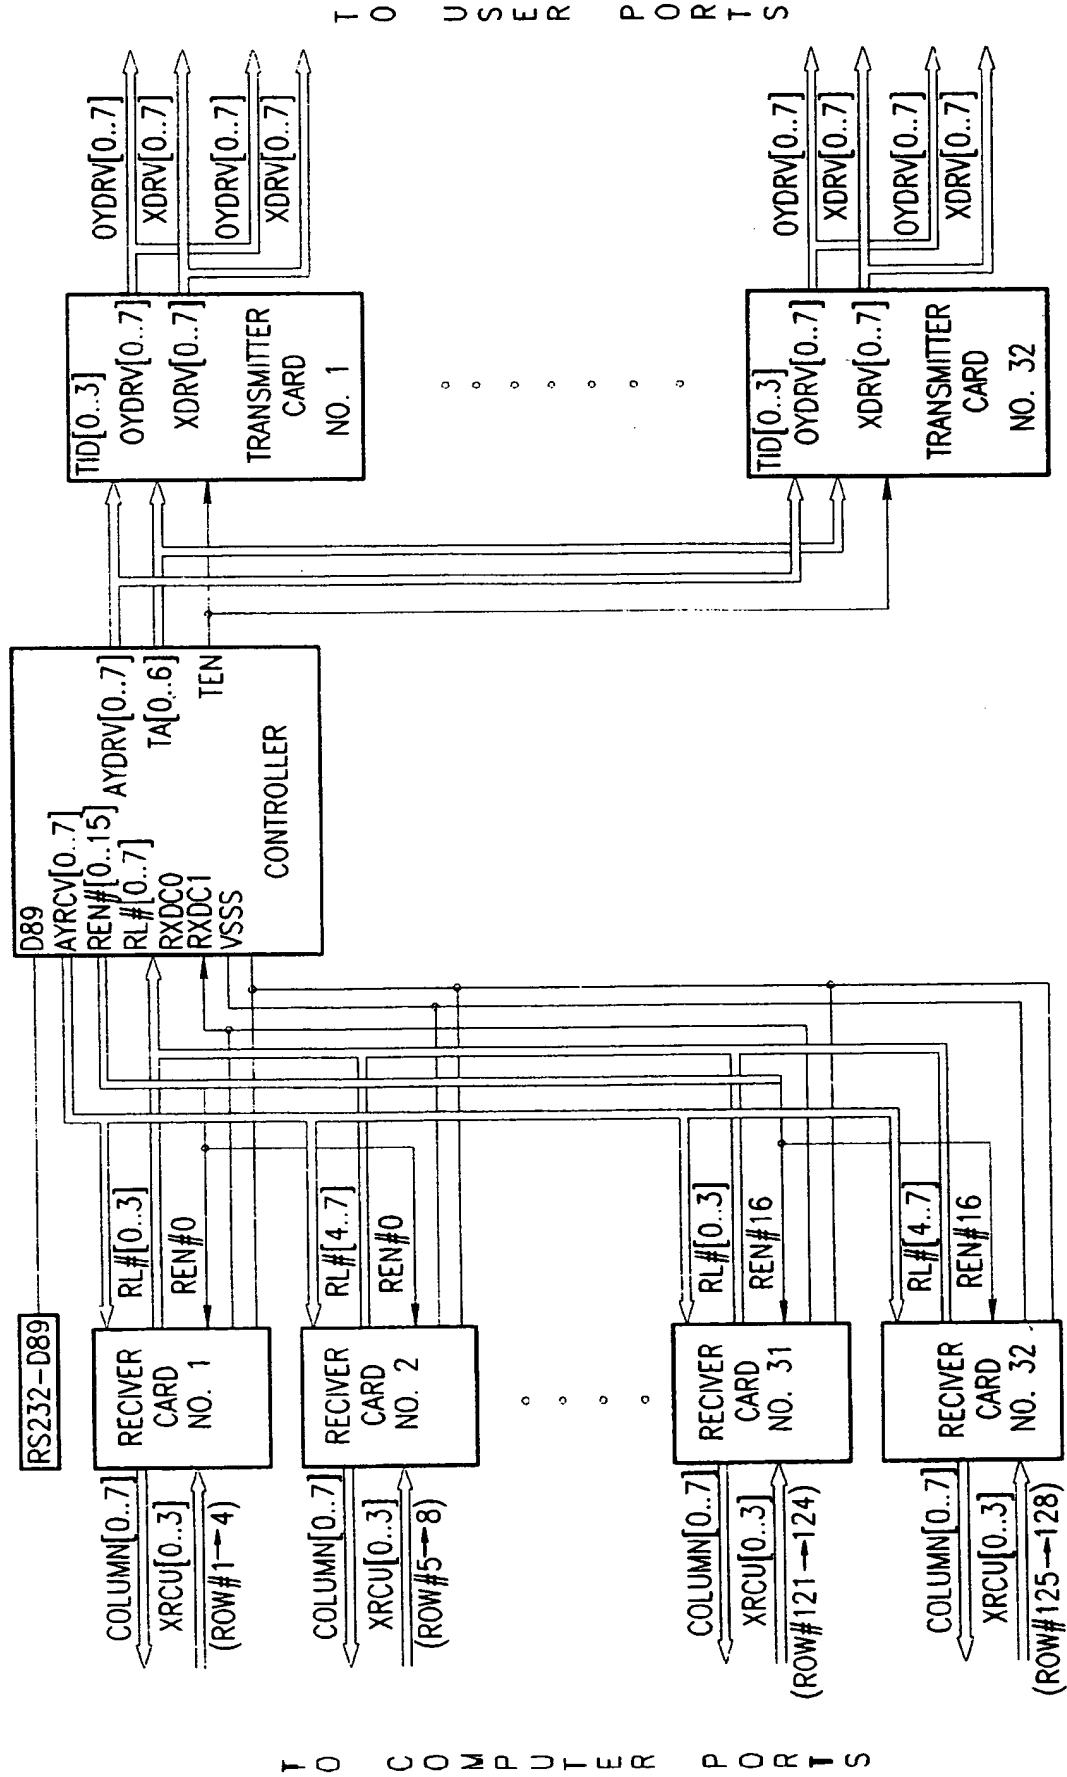 TO COMPUTER PORTS
RS232-D89
COLUMN[0..7]
XRCU[0..3]
(ROW#1→4)
RECIVER
CARD
NO. 1
RL#[0..3]
REN#0
COLUMN[0..7]
XRCU[0..3]
(ROW#5→8)
RECIVER
CARD
NO. 2
RL#[4..7]
REN#0
COLUMN[0..7]
XRCU[0..3]
(ROW#121→124)
RECIVER
CARD
NO. 31
RL#[0..3]
REN#16
COLUMN[0..7]
XRCU[0..3]
(ROW#125→128)
RECIVER
CARD
NO. 32
RL#[4..7]
REN#16
D89
AYRCV[0..7]
REN#[0..15]
RL#[0..7]
RXDC0
RXDC1
VSSS
AYDRV[0..7]
TA[0..6]
TEN
CONTROLLER
TID[0..3]
OYDRV[0..7]
XDRV[0..7]
TRANSMITTER
CARD
NO. 1
OYDRV[0..7]
XDRV[0..7]
OYDRV[0..7]
XDRV[0..7]
TID[0..3]
OYDRV[0..7]
XDRV[0..7]
TRANSMITTER
CARD
NO. 32
OYDRV[0..7]
XDRV[0..7]
OYDRV[0..7]
XDRV[0..7]
TO USER PORTS